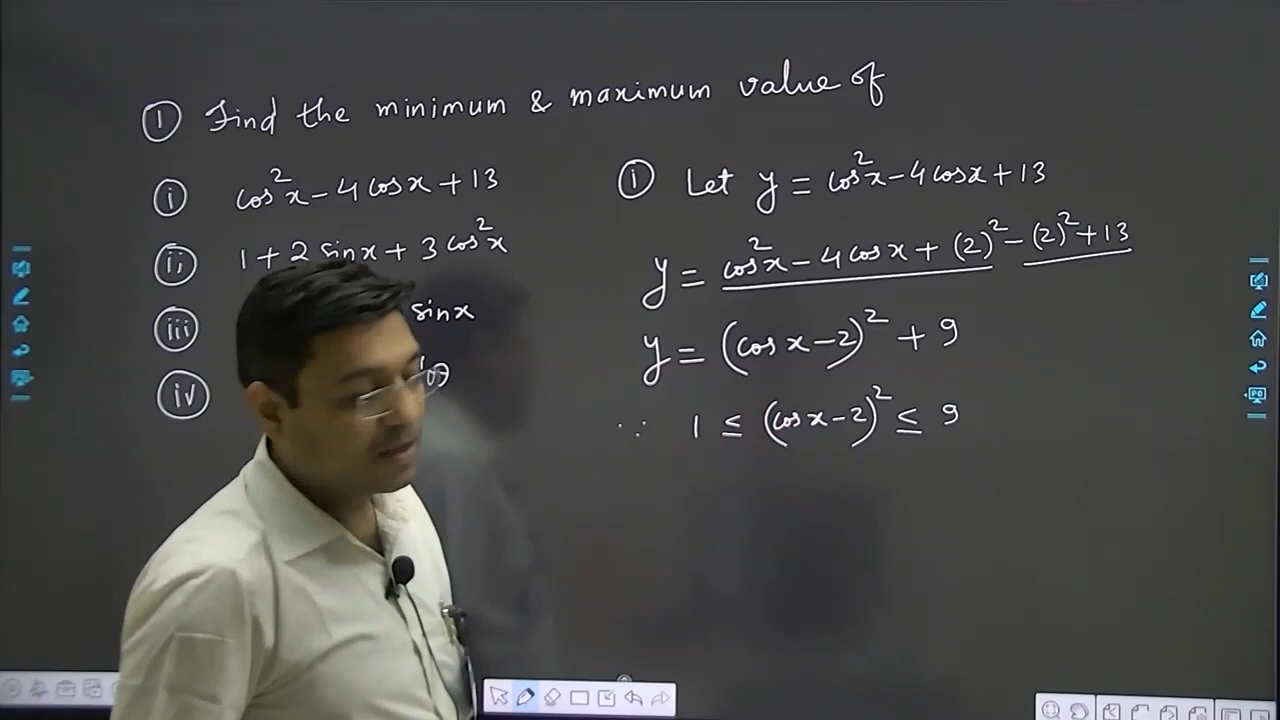 ① Find the minimum & maximum value of
ⓘ cos²x - 4 cos x + 13
ⓘⓘ 1 + 2 sin x + 3 cos²x
ⓘⓘⓘ sin x
ⓘⓥ
ⓘ Let y = cos²x - 4 cos x + 13
y = cos²x - 4 cos x + (2)² - (2)² + 13
y = (cos x - 2)² + 9
∵ 1 ≤ (cos x - 2)² ≤ 9